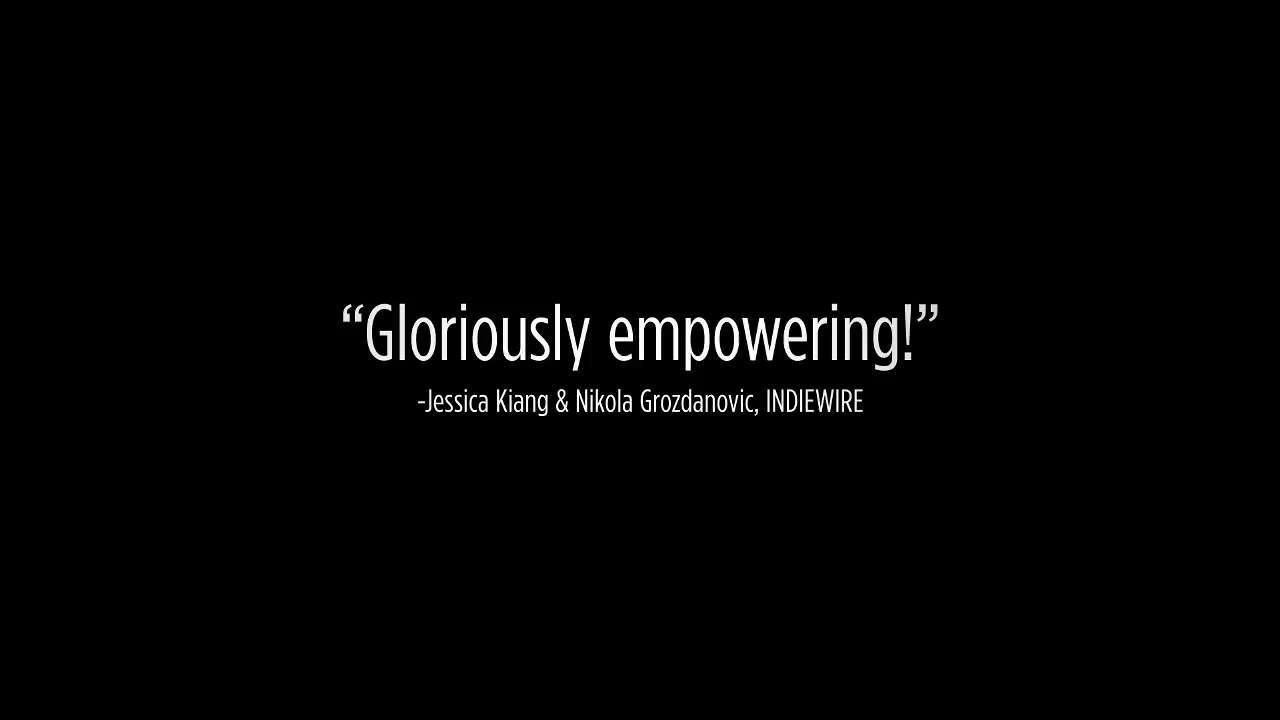 “Gloriously empowering!”
-Jessica Kiang & Nikola Grozdanovic, INDIEWIRE